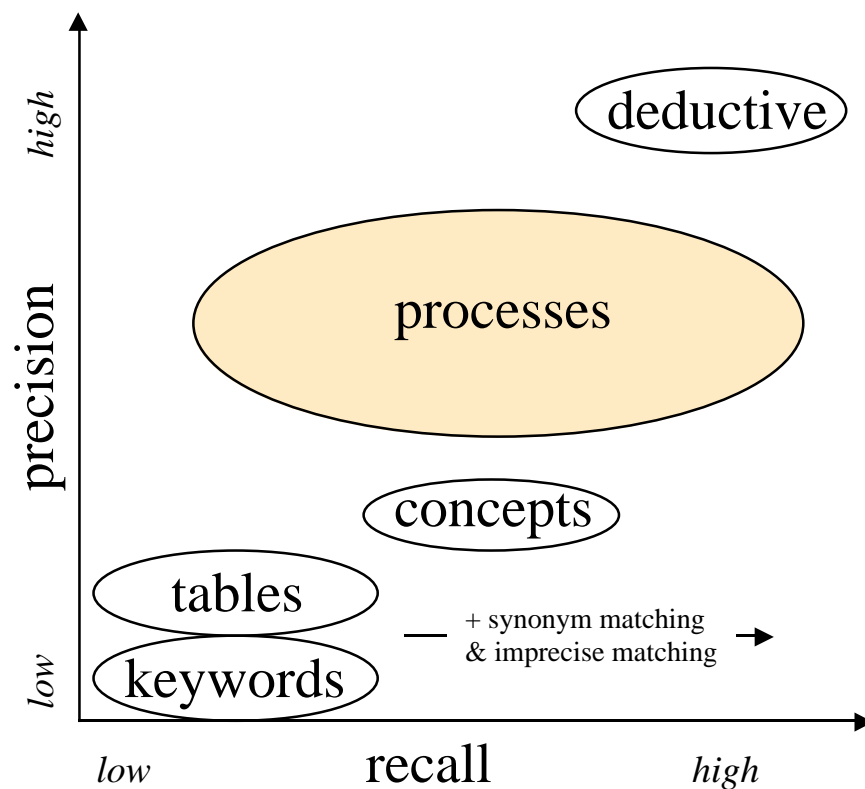 high
deductive
processes
precision
concepts
tables
+ synonym matching
& imprecise matching
keywords
low
low
recall
high